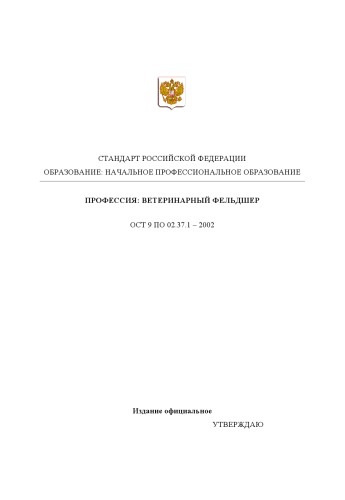 СТАНДАРТ РОССИЙСКОЙ ФЕДЕРАЦИИ
ОБРАЗОВАНИЕ НАЧАЛЬНОЕ ПРОФЕССИОНАЛЬНОЕ ОБРАЗОВАНИЕ
ПРОФЕССИЯ: ВЕТЕРИНАРНЫЙ ФЕЛЬДШЕР
ОСТ 9 ПО 02.37.1 – 2002
Издание официальное
УТВЕРЖДАЮ